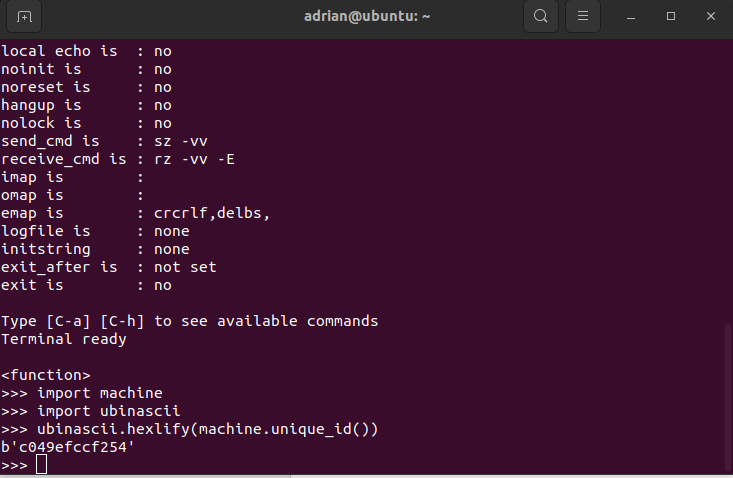 adrian@ubuntu: ~
local echo is  : no
noinit is      : no
noreset is     : no
hangup is      : no
nolock is      : no
send_cmd is    : sz -vv
receive_cmd is : rz -vv -E
imap is        :
omap is        :
emap is        : crcrlf,delbs,
logfile is     : none
initstring     : none
exit_after is  : not set
exit is        : no
Type [C-a] [C-h] to see available commands
Terminal ready
<function>
>>> import machine
>>> import ubinascii
>>> ubinascii.hexlify(machine.unique_id())
b'c049efccf254'
>>>